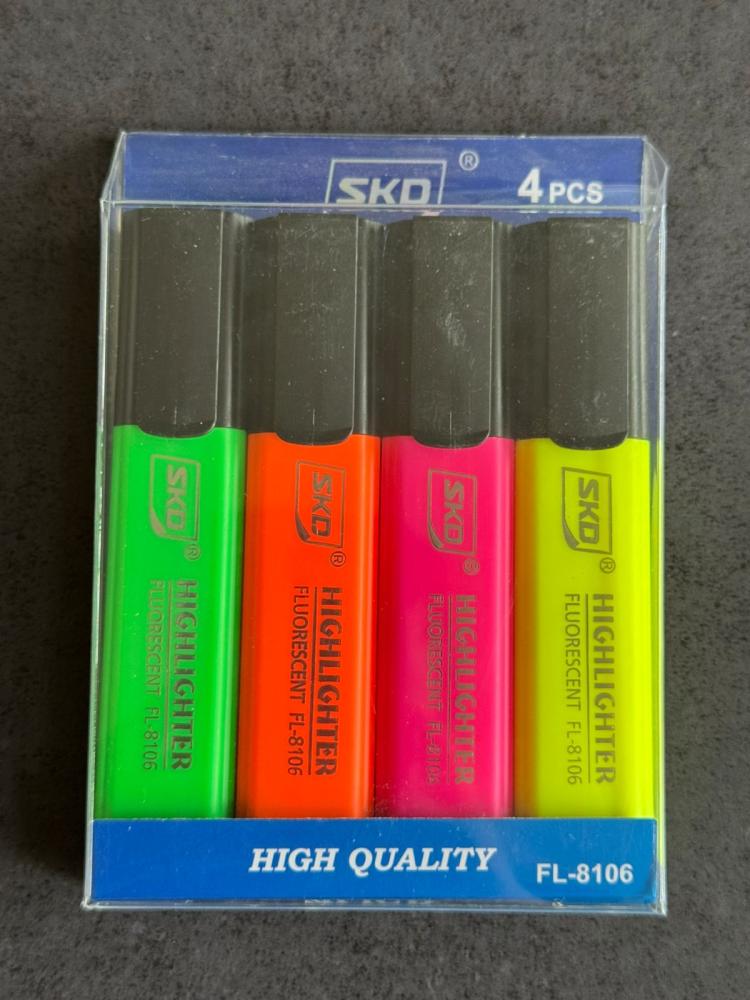 SKD ®
4 PCS
SKD ®
HIGHLIGHTER
FLUORESCENT FL-8106
SKD ®
HIGHLIGHTER
FLUORESCENT FL-8106
SKD ®
HIGHLIGHTER
FLUORESCENT FL-8106
SKD ®
HIGHLIGHTER
FLUORESCENT FL-8106
HIGH QUALITY
FL-8106